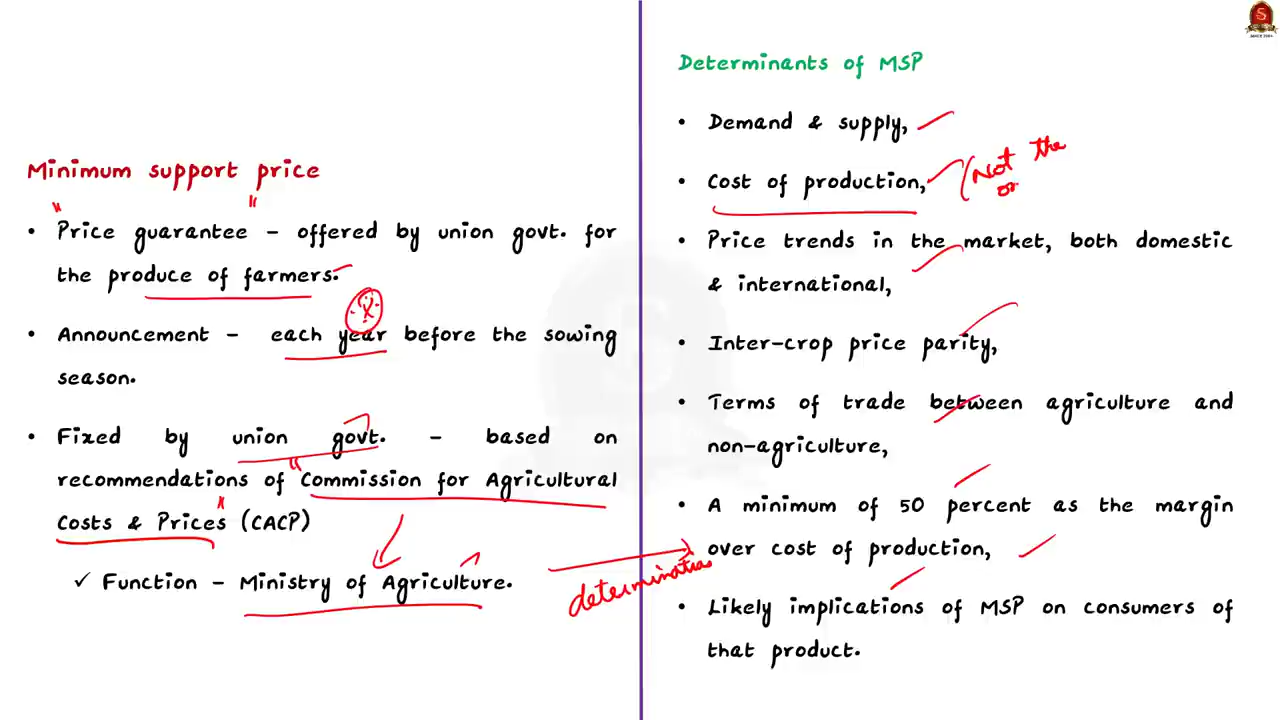 Minimum support price
• Price guarantee – offered by union govt. for
the produce of farmers.
• Announcement – each year before the sowing
season.
• Fixed by union govt. – based on
recommendations of Commission for Agricultural
Costs & Prices (CACP)
✓ Function – Ministry of Agriculture.
Determinants of MSP
• Demand & supply,
• Cost of production, (Not the
• Price trends in the market, both domestic
& international,
• Inter-crop price parity,
• Terms of trade between agriculture and
non-agriculture,
• A minimum of 50 percent as the margin
over cost of production,
• Likely implications of MSP on consumers of
that product.